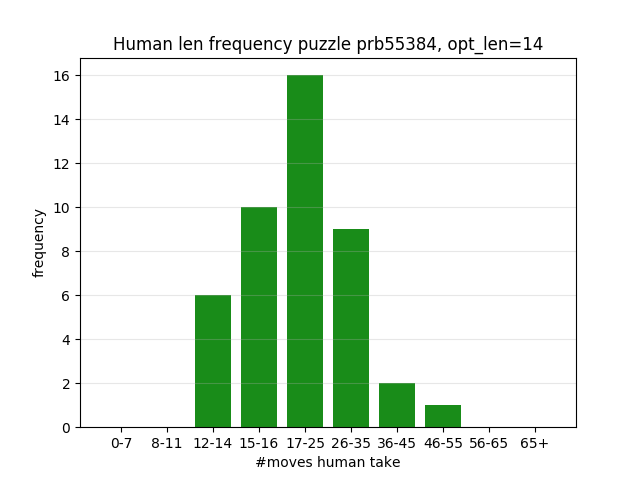 Human len frequency puzzle prb55384, opt_len=14
16
14
12
10
8
6
4
2
0
frequency
0-7 8-11 12-14 15-16 17-25 26-35 36-45 46-55 56-65 65+
#moves human take